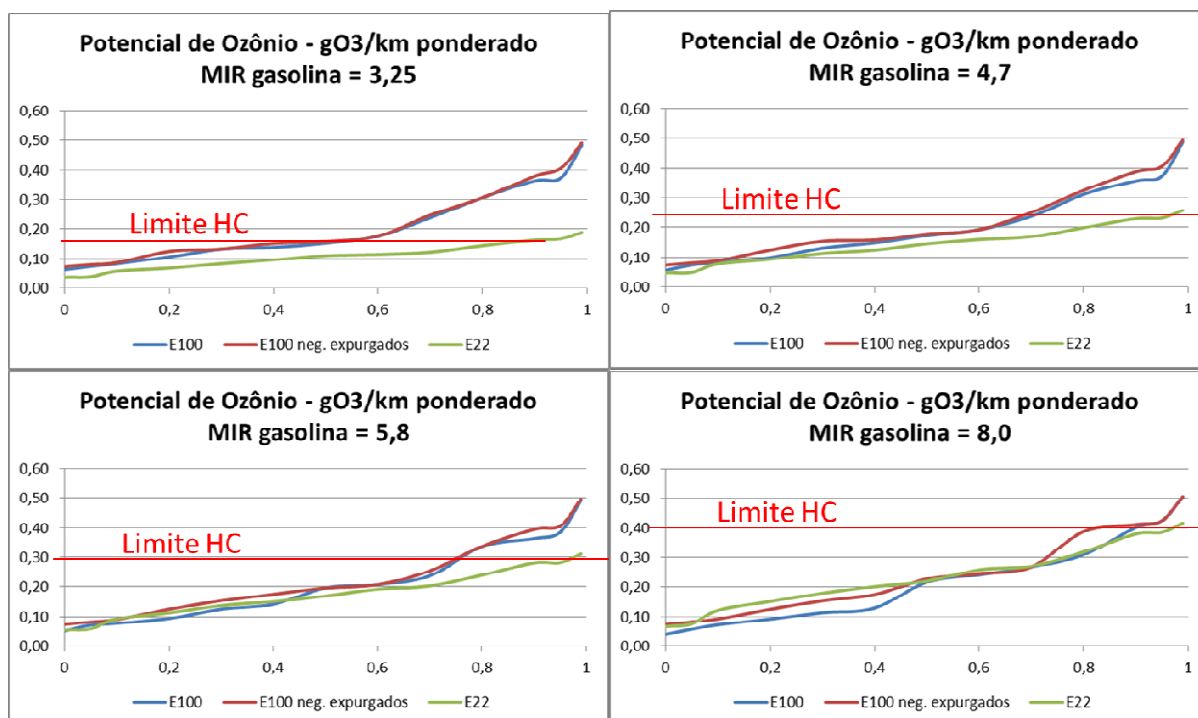 Potencial de Ozônio - gO3/km ponderado
MIR gasolina = 3,25
0,60
0,50
0,40
0,30
0,20
0,10
0,00
Limite HC
0 0,2 0,4 0,6 0,8 1
E100 E100 neg. expurgados E22
Potencial de Ozônio - gO3/km ponderado
MIR gasolina = 4,7
0,60
0,50
0,40
0,30
0,20
0,10
0,00
Limite HC
0 0,2 0,4 0,6 0,8 1
E100 E100 neg. expurgados E22
Potencial de Ozônio - gO3/km ponderado
MIR gasolina = 5,8
0,60
0,50
0,40
0,30
0,20
0,10
0,00
Limite HC
0 0,2 0,4 0,6 0,8 1
E100 E100 neg. expurgados E22
Potencial de Ozônio - gO3/km ponderado
MIR gasolina = 8,0
0,60
0,50
0,40
0,30
0,20
0,10
0,00
Limite HC
0 0,2 0,4 0,6 0,8 1
E100 E100 neg. expurgados E22